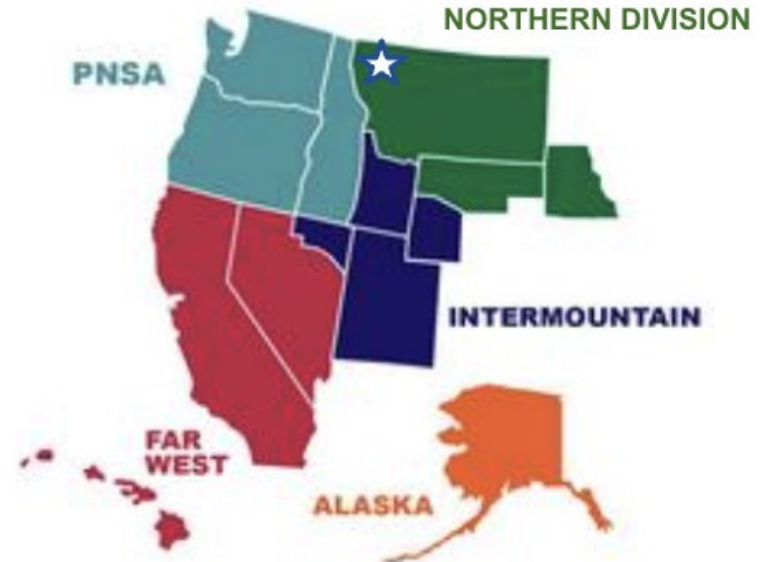 NORTHERN DIVISION
PNSA
INTERMOUNTAIN
FAR
WEST
ALASKA